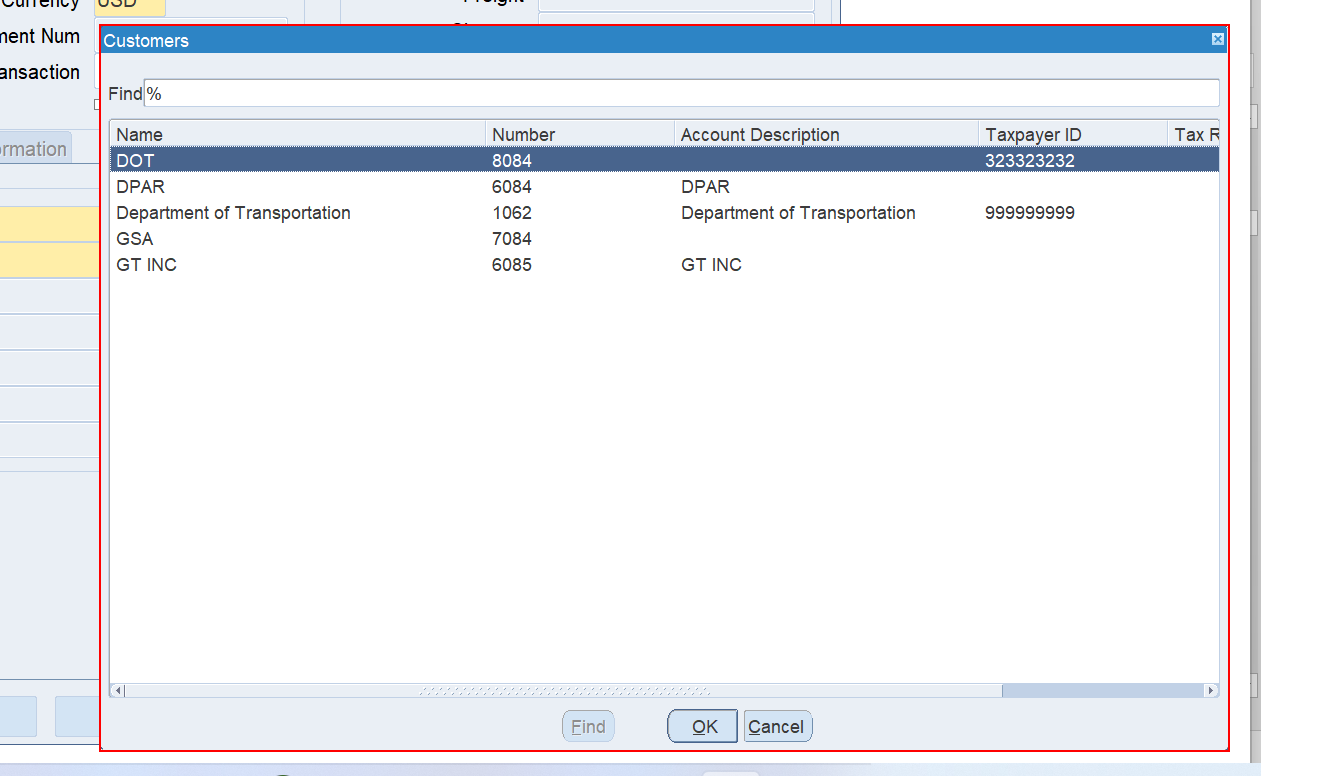 Currency USD
Freight
ment Num
Customers
ansaction
Find %
ormation
Name Number Account Description Taxpayer ID Tax R
DOT 8084 323323232
DPAR 6084 DPAR
Department of Transportation 1062 Department of Transportation 999999999
GSA 7084
GT INC 6085 GT INC
Find OK Cancel